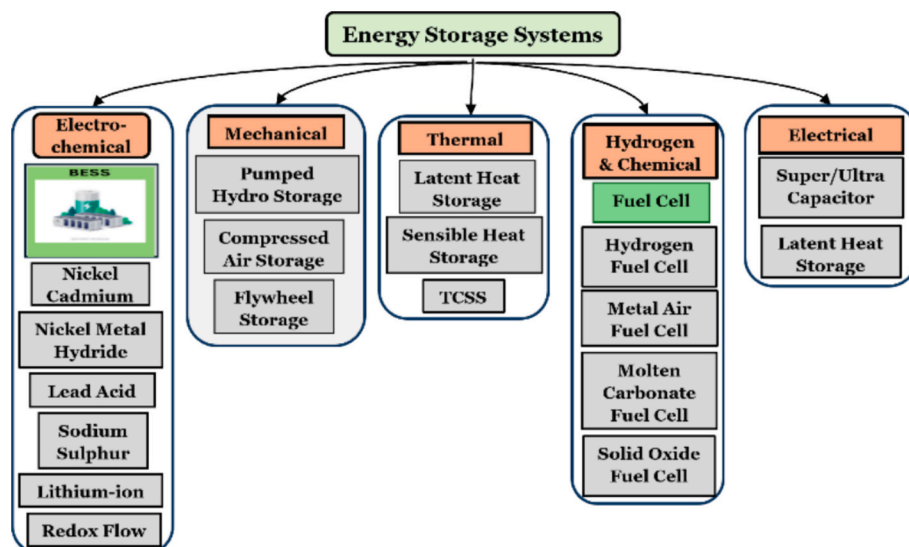 Energy Storage Systems
Electro-
chemical
BESS
Nickel
Cadmium
Nickel Metal
Hydride
Lead Acid
Sodium
Sulphur
Lithium-ion
Redox Flow
Mechanical
Pumped
Hydro Storage
Compressed
Air Storage
Flywheel
Storage
Thermal
Latent Heat
Storage
Sensible Heat
Storage
TCSS
Hydrogen
& Chemical
Fuel Cell
Hydrogen
Fuel Cell
Metal Air
Fuel Cell
Molten
Carbonate
Fuel Cell
Solid Oxide
Fuel Cell
Electrical
Super/Ultra
Capacitor
Latent Heat
Storage